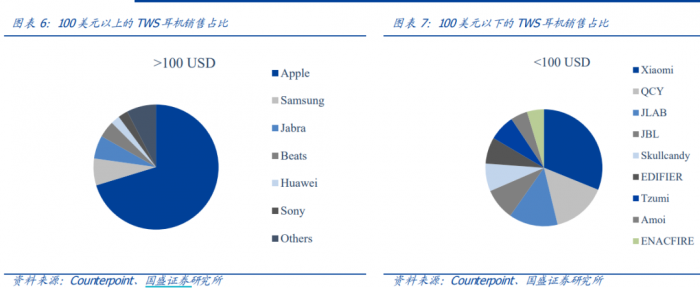 图表 6：100 美元以上的 TWS 耳机销售占比
>100 USD
Apple
Samsung
Jabra
Beats
Huawei
Sony
Others
资料来源：Counterpoint、国盛证券研究所
图表 7：100 美元以下的 TWS 耳机销售占比
<100 USD
Xiaomi
QCY
JLAB
JBL
Skullcandy
EDIFIER
Tzumi
Amoi
ENACFIRE
资料来源：Counterpoint、国盛证券研究所